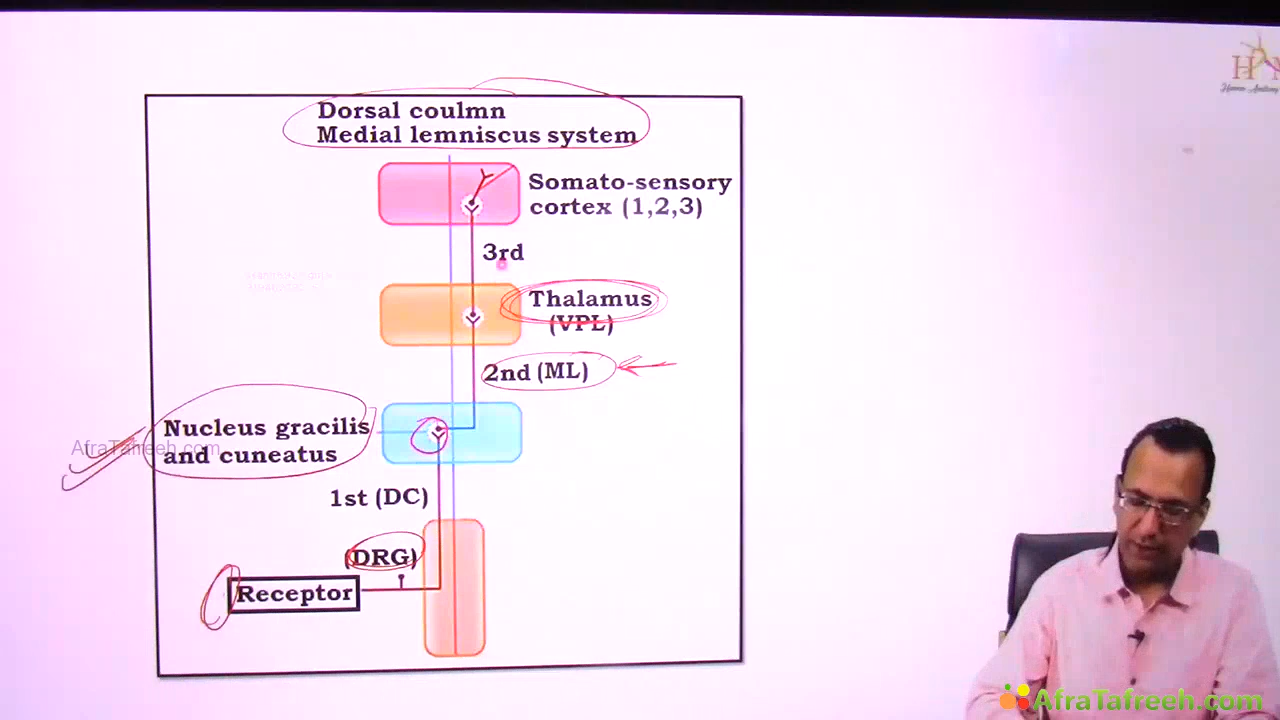 Dorsal coulmn
Medial lemniscus system
Somato-sensory
cortex (1,2,3)
3rd
Thalamus
(VPL)
2nd (ML)
Nucleus gracilis
and cuneatus
AfraTafreeh.com
1st (DC)
(DRG)
Receptor
AfraTafreeh.com